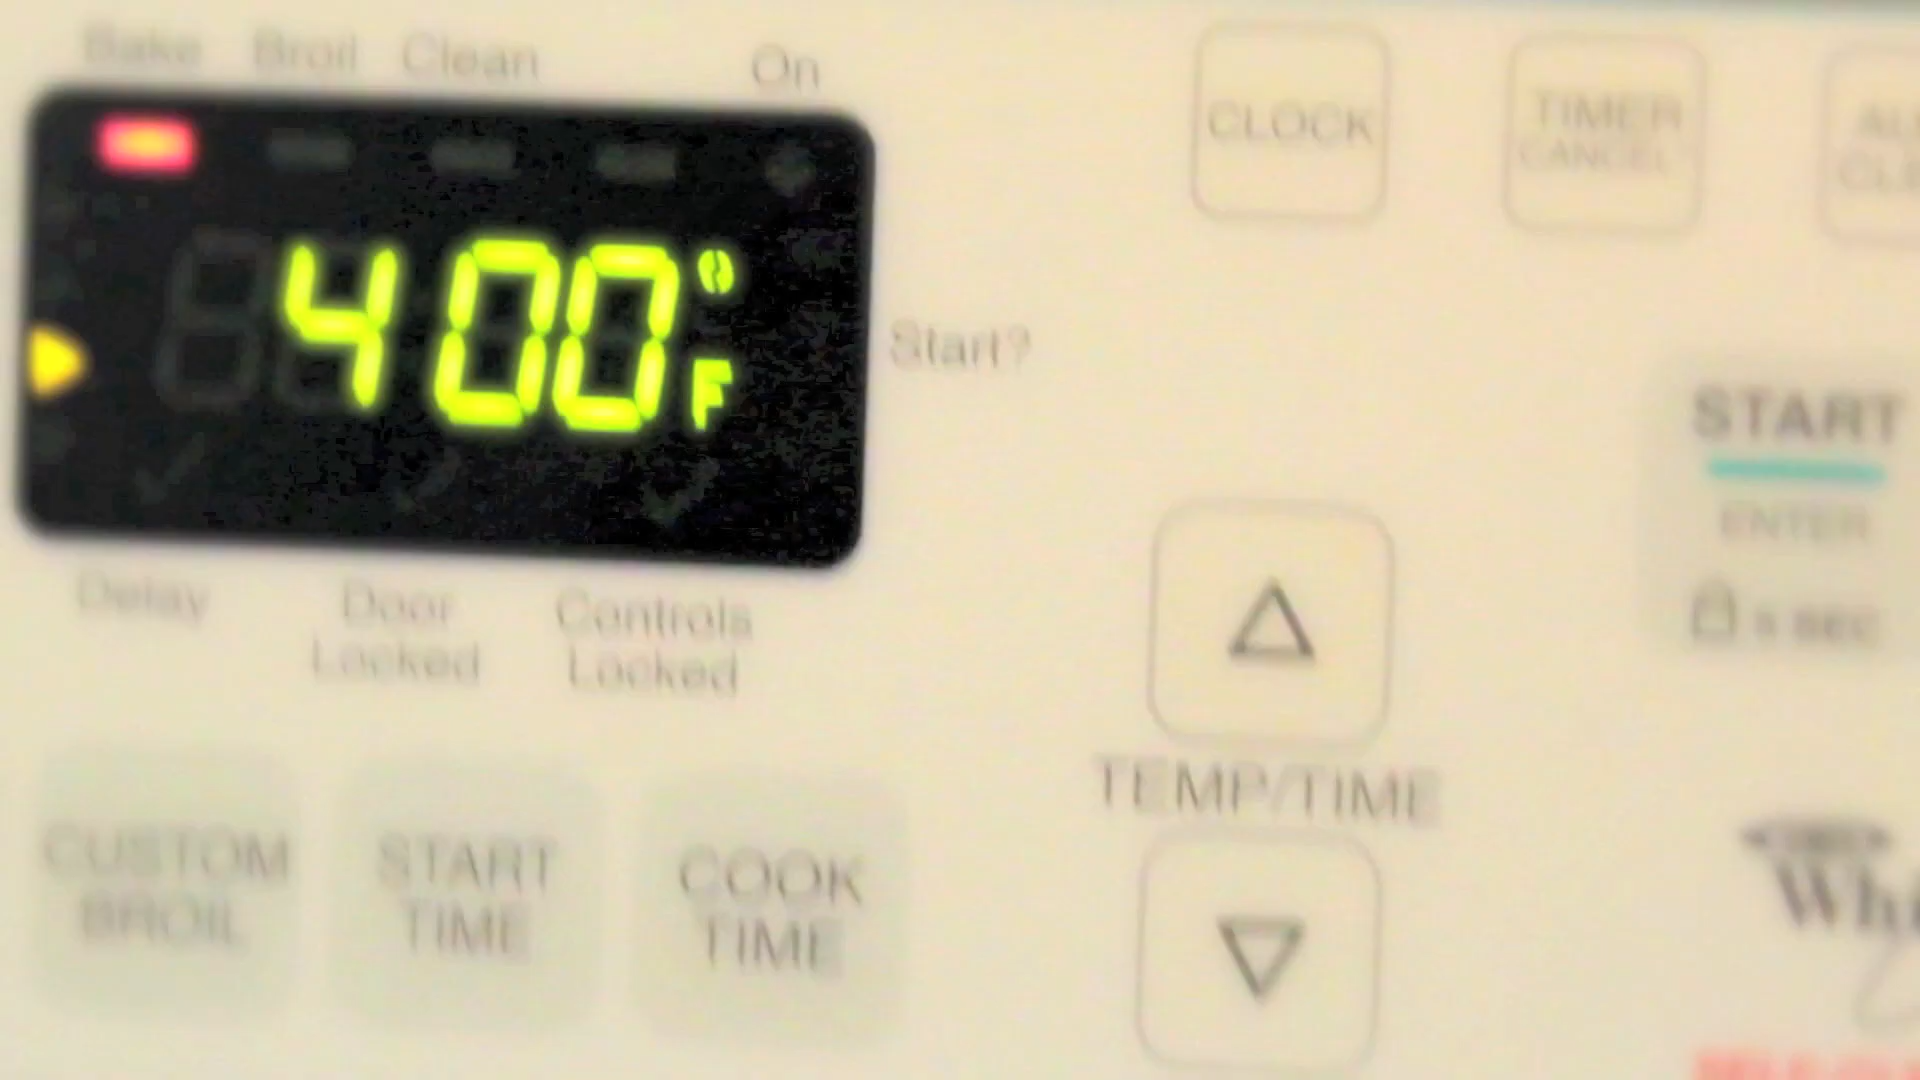 Bake Broil Clean On
400°F
Start?
Delay
Door
Locked
Controls
Locked
CUSTOM
BROIL
START
TIME
COOK
TIME
CLOCK
TIMER
CANCEL
TEMP/TIME
START
ENTER
SEC